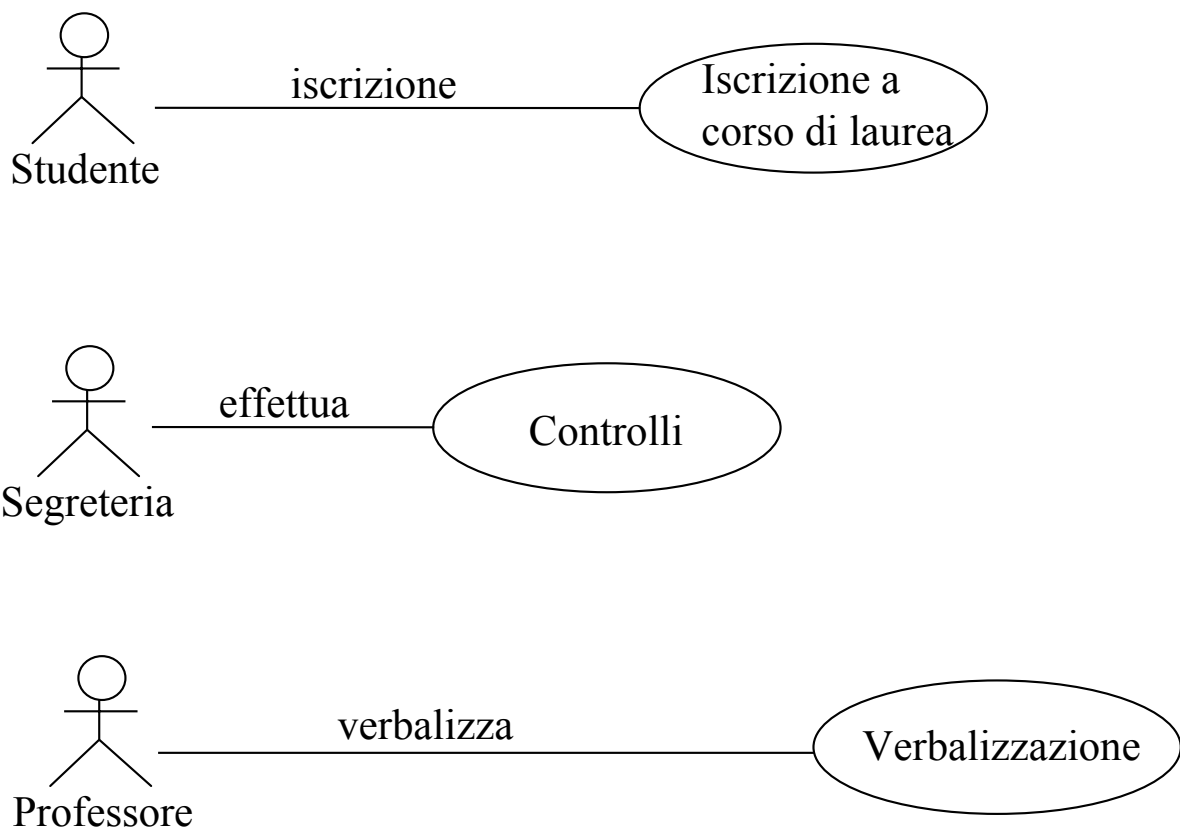 iscrizione
Iscrizione a
corso di laurea
Studente
effettua
Controlli
Segreteria
verbalizza
Verbalizzazione
Professore